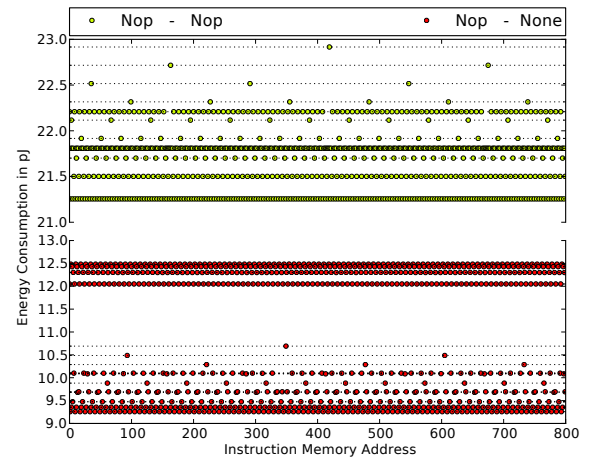 Nop - Nop
Nop - None
23.0
22.5
22.0
21.5
21.0
13.0
12.5
12.0
11.5
11.0
10.5
10.0
9.5
9.0
Energy Consumption in pJ
0 100 200 300 400 500 600 700 800
Instruction Memory Address